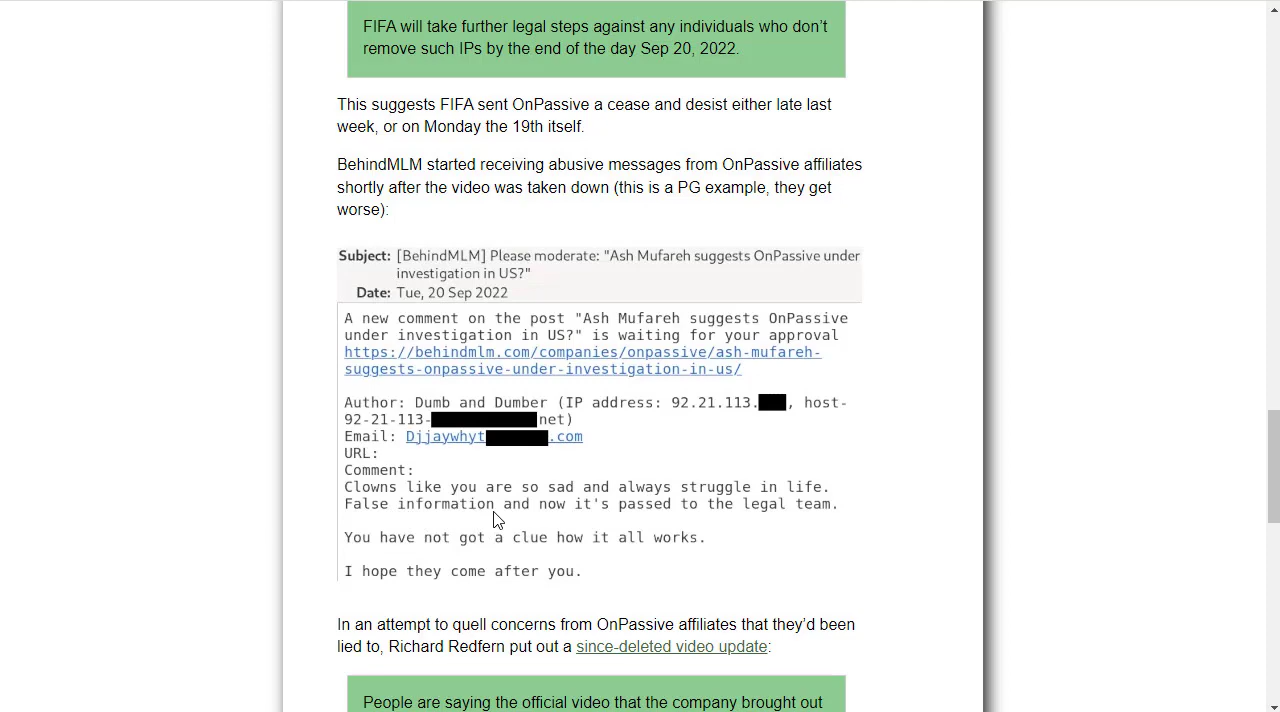 FIFA will take further legal steps against any individuals who don’t
remove such IPs by the end of the day Sep 20, 2022.
This suggests FIFA sent OnPassive a cease and desist either late last
week, or on Monday the 19th itself.
BehindMLM started receiving abusive messages from OnPassive affiliates
shortly after the video was taken down (this is a PG example, they get
worse):
Subject: [BehindMLM] Please moderate: "Ash Mufareh suggests OnPassive under
investigation in US?"
Date: Tue, 20 Sep 2022
A new comment on the post "Ash Mufareh suggests OnPassive
under investigation in US?" is waiting for your approval
https://behindmlm.com/companies/onpassive/ash-mufareh-
suggests-onpassive-under-investigation-in-us/
Author: Dumb and Dumber (IP address: 92.21.113. , host-
92-21-113- net)
Email: Djjaywhyt .com
URL:
Comment:
Clowns like you are so sad and always struggle in life.
False information and now it's passed to the legal team.
You have not got a clue how it all works.
I hope they come after you.
In an attempt to quell concerns from OnPassive affiliates that they’d been
lied to, Richard Redfern put out a since-deleted video update:
People are saying the official video that the company brought out